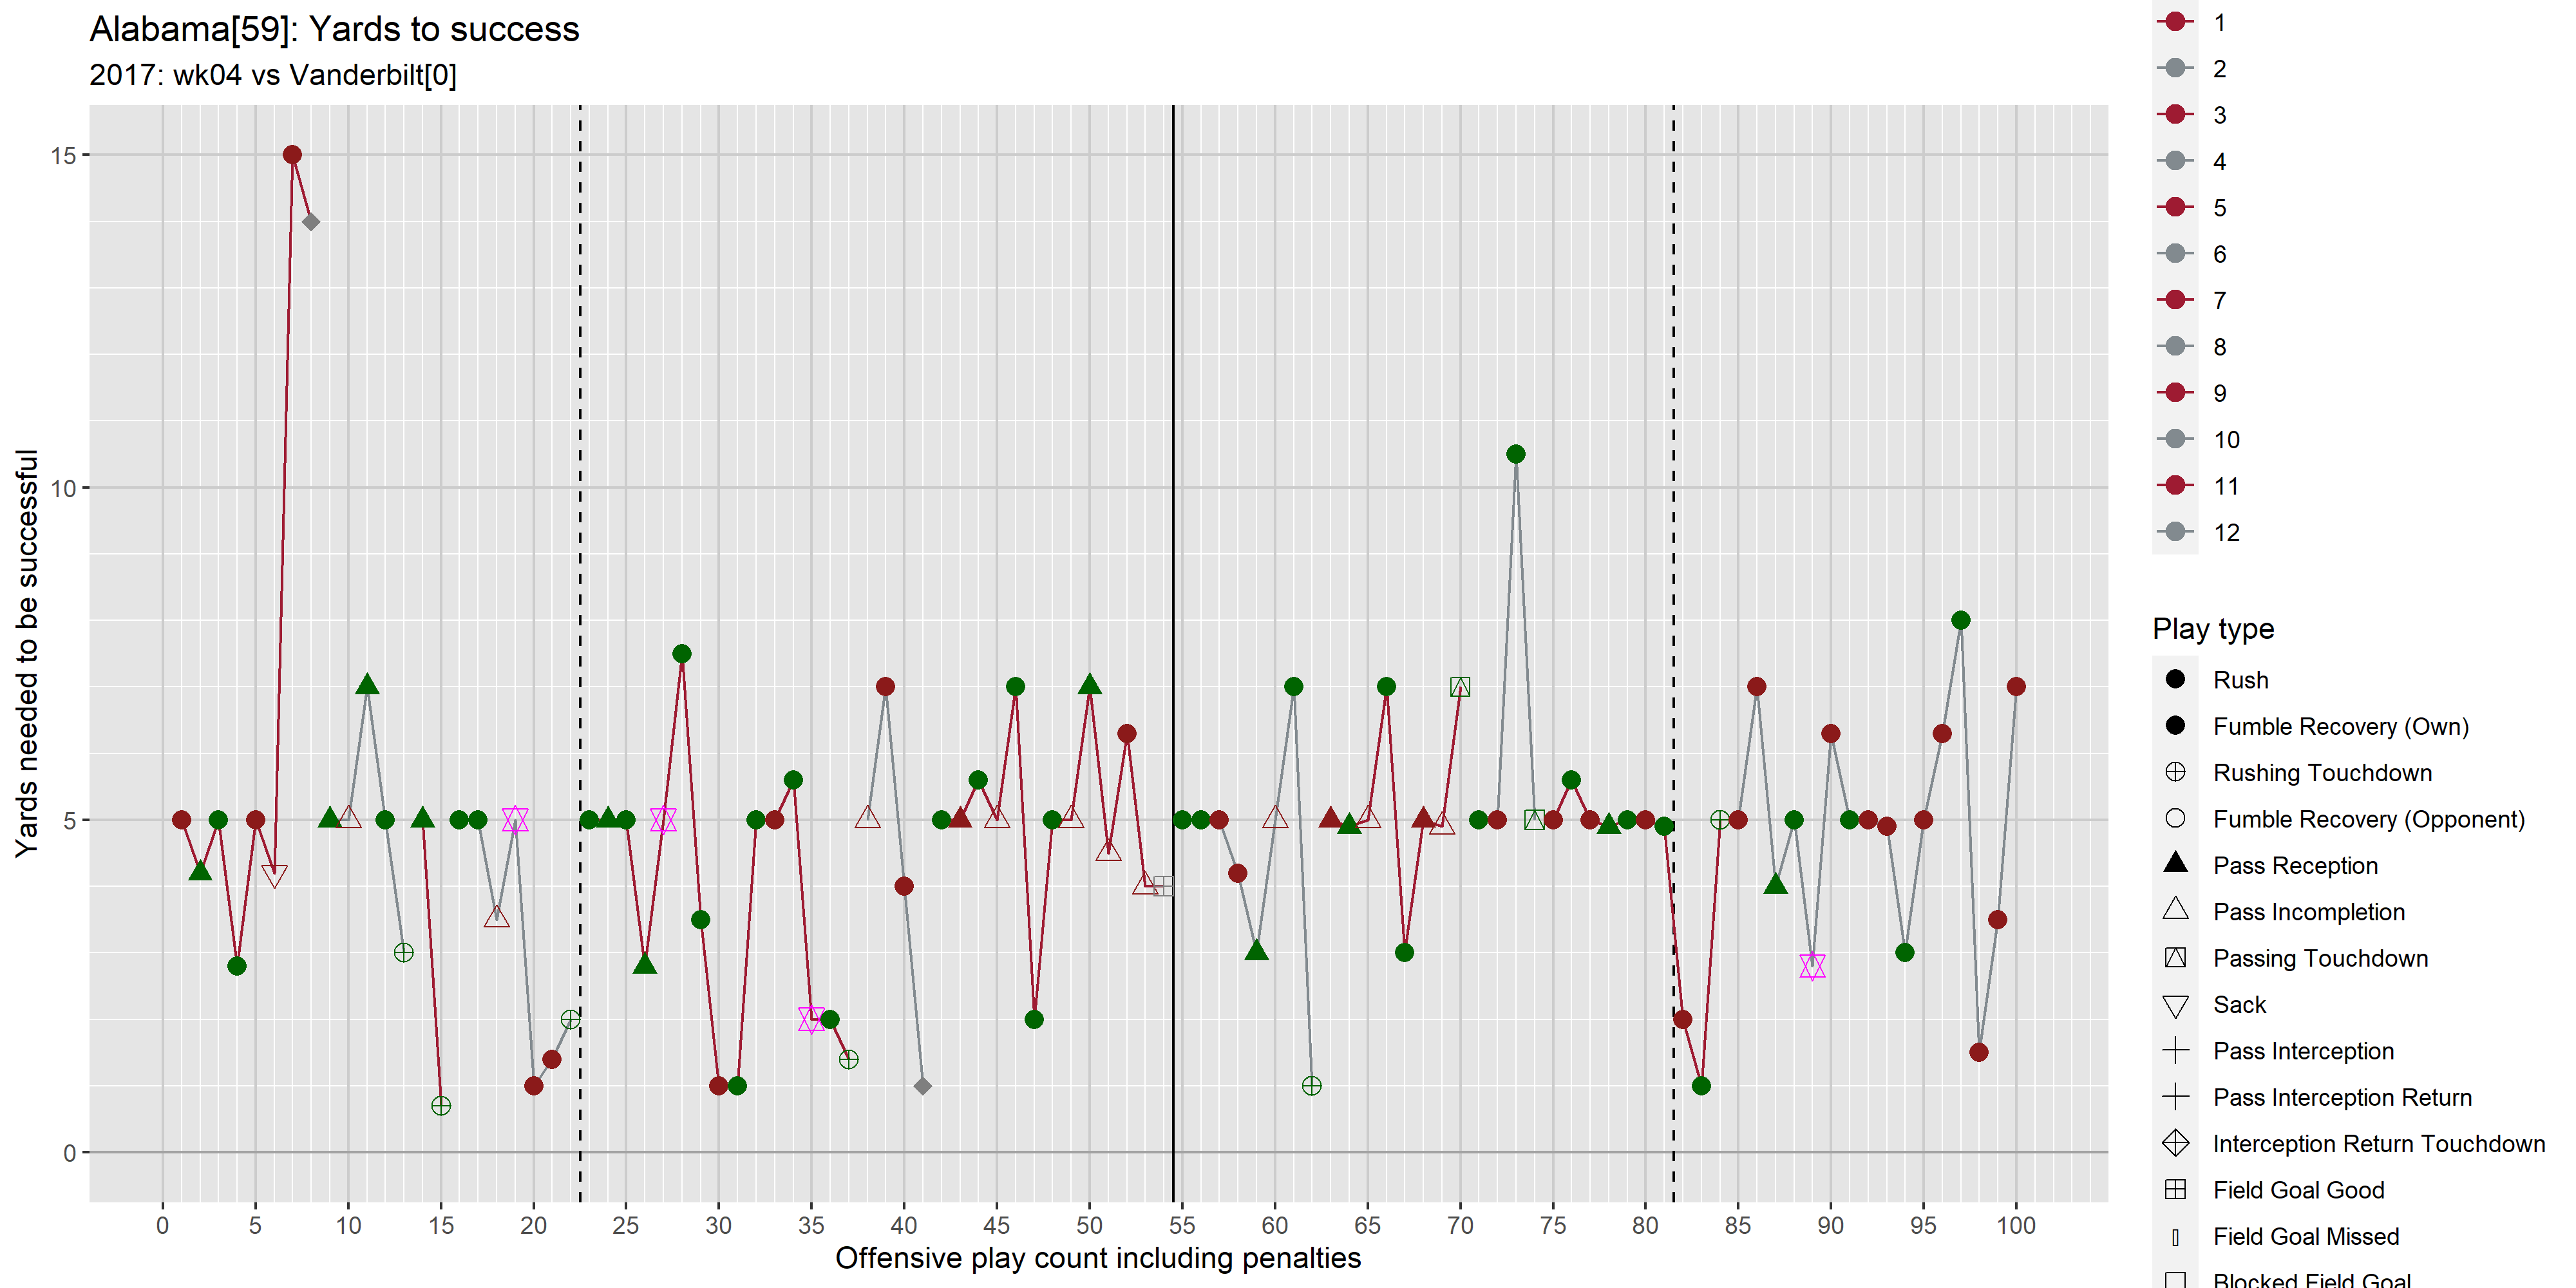 Alabama[59]: Yards to success
2017: wk04 vs Vanderbilt[0]
Yards needed to be successful
15
10
5
0
0 5 10 15 20 25 30 35 40 45 50 55 60 65 70 75 80 85 90 95 100
Offensive play count including penalties
1
2
3
4
5
6
7
8
9
10
11
12
Play type
Rush
Fumble Recovery (Own)
Rushing Touchdown
Fumble Recovery (Opponent)
Pass Reception
Pass Incompletion
Passing Touchdown
Sack
Pass Interception
Pass Interception Return
Interception Return Touchdown
Field Goal Good
Field Goal Missed
Blocked Field Goal